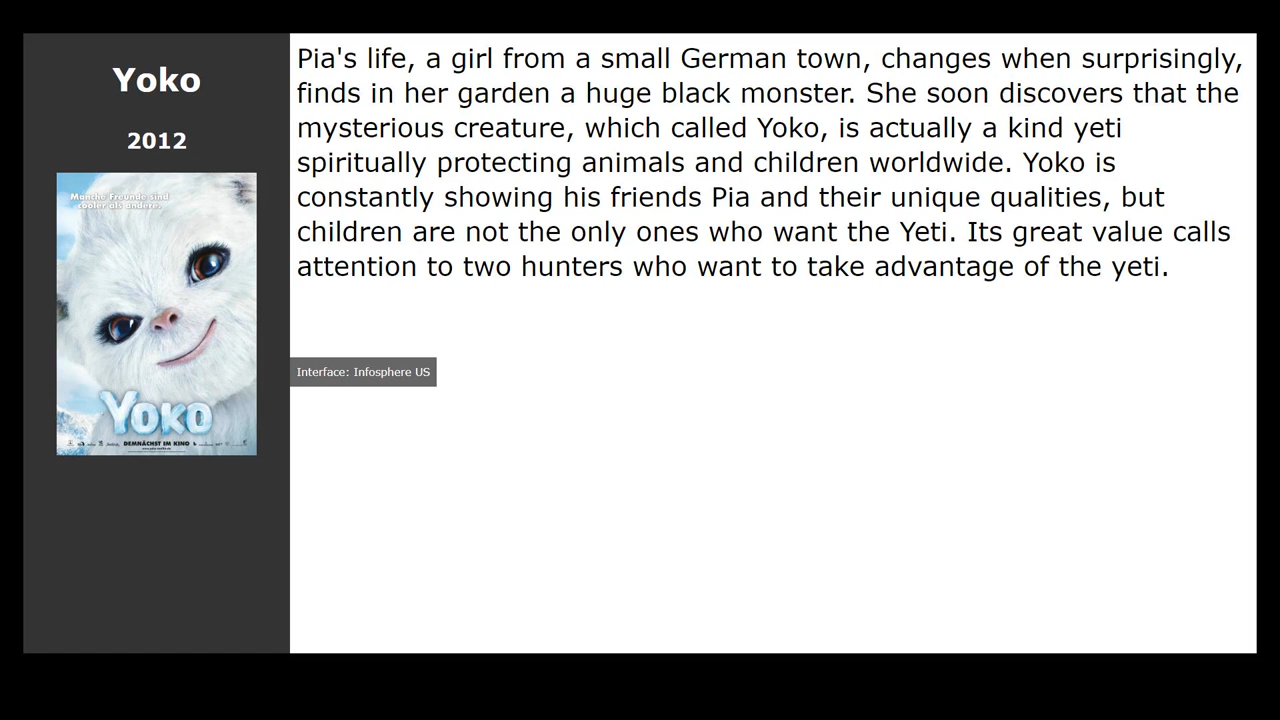 Yoko
2012
Manche Freunde sind
cooler als andere.
YOKO
DEMNÄCHST IM KINO
Pia's life, a girl from a small German town, changes when surprisingly,
finds in her garden a huge black monster. She soon discovers that the
mysterious creature, which called Yoko, is actually a kind yeti
spiritually protecting animals and children worldwide. Yoko is
constantly showing his friends Pia and their unique qualities, but
children are not the only ones who want the Yeti. Its great value calls
attention to two hunters who want to take advantage of the yeti.
Interface: Infosphere US